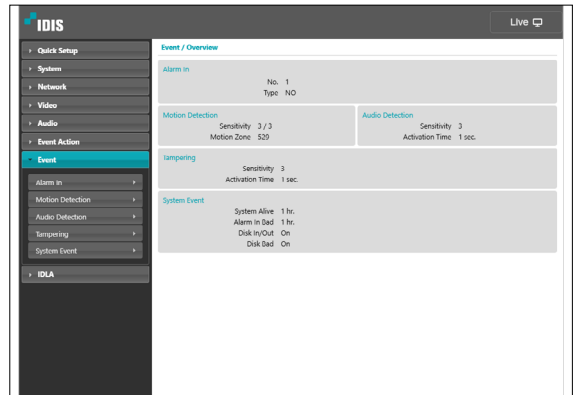 IDIS
Live
Quick Setup
System
Network
Video
Audio
Event Action
Event
Alarm In
Motion Detection
Audio Detection
Tampering
System Event
IDLA
Event / Overview
Alarm In
No. 1
Type NO
Motion Detection
Sensitivity 3 / 3
Motion Zone 529
Audio Detection
Sensitivity 3
Activation Time 1 sec.
Tampering
Sensitivity 3
Activation Time 1 sec.
System Event
System Alive 1 hr.
Alarm In Bad 1 hr.
Disk In/Out On
Disk Bad On